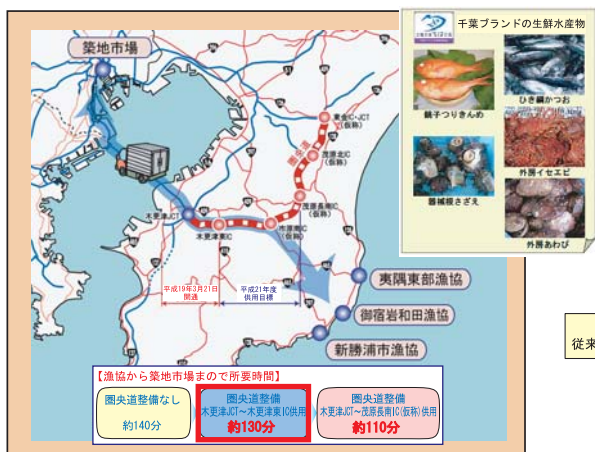 築地市場
千葉ブランドの生鮮水産物
銚子つりきんめ
ひき縄かつお
外房イセエビ
器械根さざえ
外房あわび
東金IC・JCT
(仮称)
圏央道
茂原北IC
(仮称)
茂原長南IC
(仮称)
市原南IC
(仮称)
木更津JCT
木更津東IC
平成19年3月21日
開通
平成21年度
供用目標
夷隅東部漁協
御宿岩和田漁協
新勝浦市漁協
従来
【漁協から築地市場まので所要時間】
圏央道整備なし
約140分
圏央道整備
木更津JCT～木更津東IC供用
約130分
圏央道整備
木更津JCT～茂原長南IC(仮称)供用
約110分